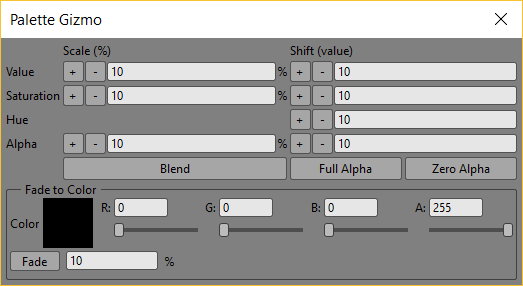 Palette Gizmo
Scale (%) Shift (value)
Value + - 10 % + - 10
Saturation + - 10 % + - 10
Hue + - 10
Alpha + - 10 % + - 10
Blend Full Alpha Zero Alpha
Fade to Color
Color R: 0 G: 0 B: 0 A: 255
Fade 10 %